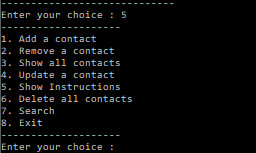 -----------------------------
Enter your choice : 5
--------------------
1. Add a contact
2. Remove a contact
3. Show all contacts
4. Update a contact
5. Show Instructions
6. Delete all contacts
7. Search
8. Exit
--------------------
Enter your choice :